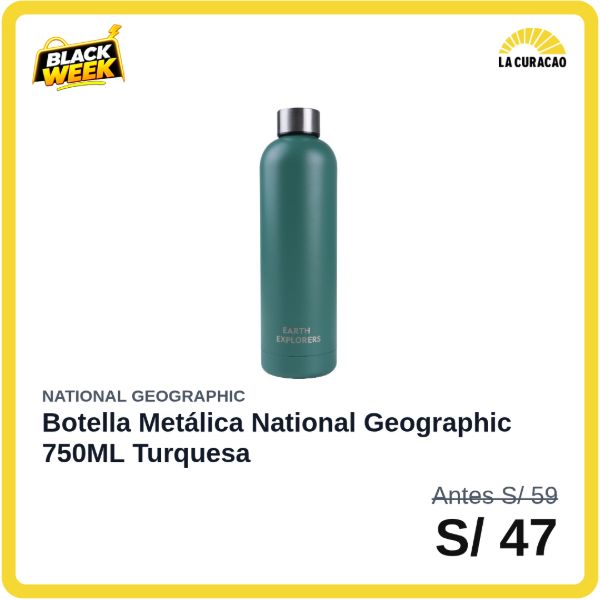 BLACK
WEEK
LA CURACAO
EARTH
EXPLORERS
NATIONAL GEOGRAPHIC
Botella Metálica National Geographic
750ML Turquesa
Antes S/ 59
S/ 47